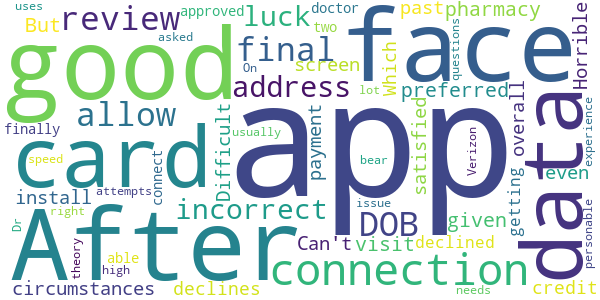 uses
But
review
luck
approved
doctor
two
past
pharmacy
asked
On
final
screen
Which
questions
Horrible
good
face
address
lot
preferred
allow
finally
card
Difficult
usually
app
payment
satisfied
Verizon
overall
data
experience
even
speed
connect
attempts
install
incorrect
bear
issue
DOB
given
getting
personable
right
Dr
After
theory
able
high
Can't
visit
declined
connection
circumstances
declines
needs
credit